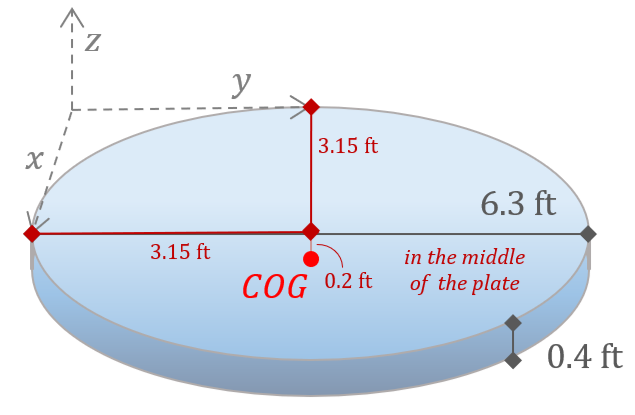 z
y
3.15 ft
x
6.3 ft
3.15 ft
in the middle
of the plate
COG
0.2 ft
0.4 ft